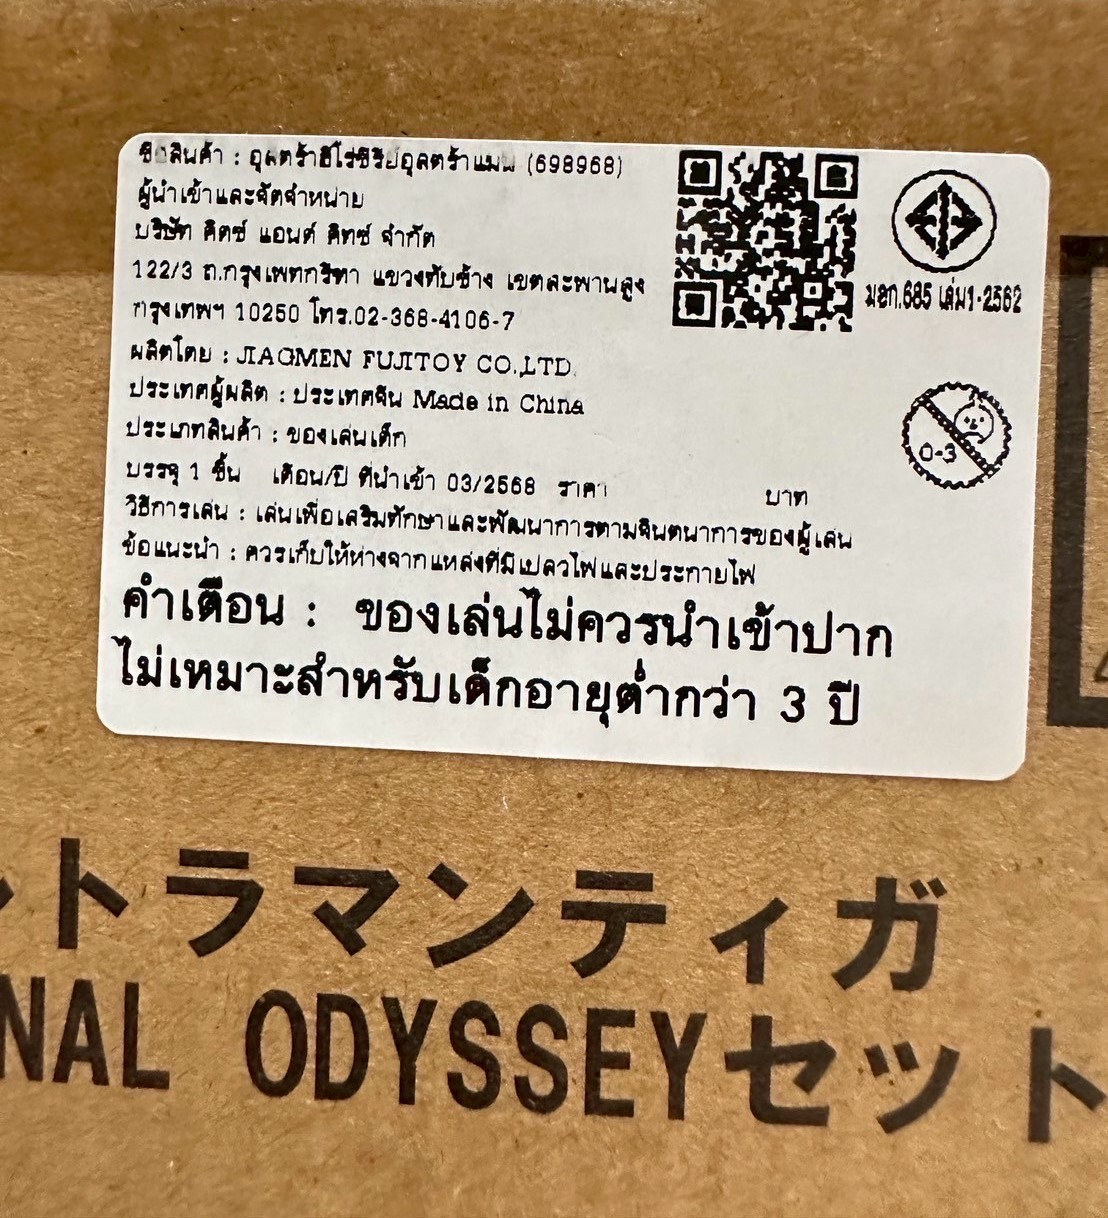 ชื่อสินค้า : อุลตร้าฮีโร่ซีรีย์อุลตร้าแมน (698968)
ผู้นำเข้าและจัดจำหน่าย
บริษัท คิดซ์ แอนด์ คิทซ์ จำกัด
122/3 ถ.กรุงเทพกรีฑา แขวงทับช้าง เขตสะพานสูง
กรุงเทพฯ 10250 โทร.02-368-4106-7
ผลิตโดย : JIAGMEN FUJITOY CO.,LTD.
ประเทศผู้ผลิต : ประเทศจีน Made in China
ประเภทสินค้า : ของเล่นเด็ก
บรรจุ 1 ชิ้น เดือน/ปี ที่นำเข้า 03/2568 ราคา บาท
วิธีการเล่น : เล่นเพื่อเสริมทักษาและพัฒนาการตามจินตนาการของผู้เล่น
ข้อแนะนำ : ควรเก็บให้ห่างจากแหล่งที่มีเปลวไฟและประกายไฟ
คำเตือน : ของเล่นไม่ควรนำเข้าปาก
ไม่เหมาะสำหรับเด็กอายุต่ำกว่า 3 ปี
มอก.685 เล่ม1-2562
0-3
トラマンティガ
NAL ODYSSEYセット